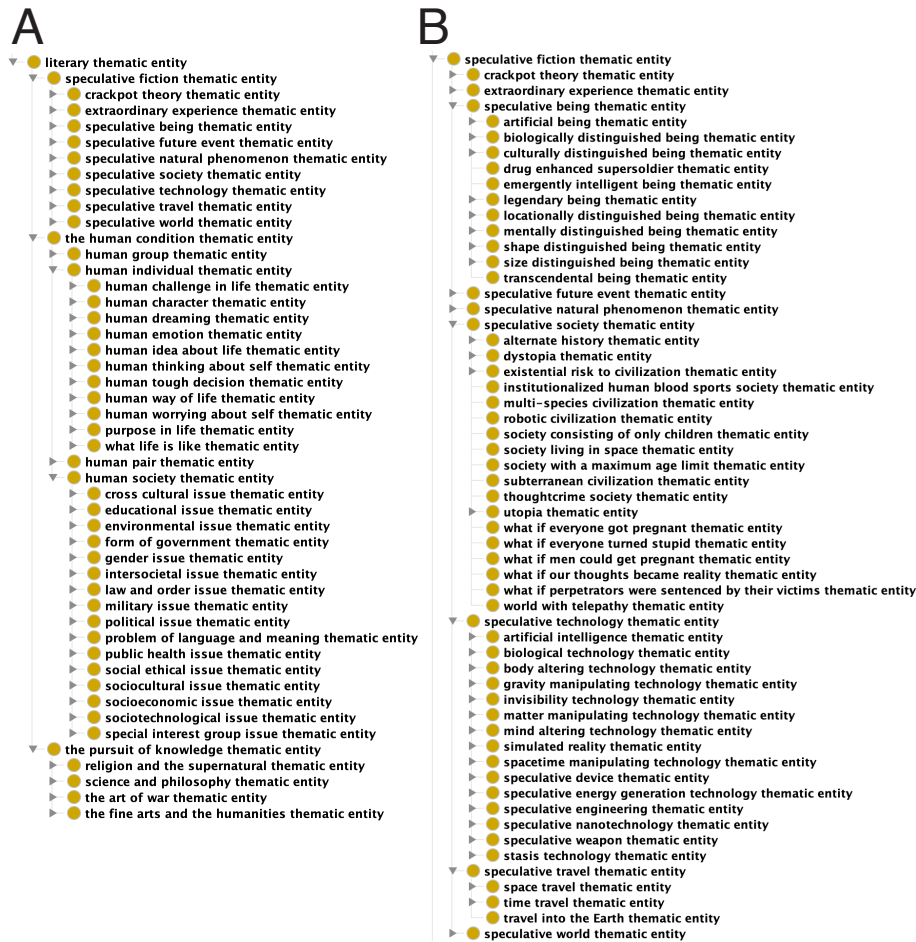 A
literary thematic entity
speculative fiction thematic entity
crackpot theory thematic entity
extraordinary experience thematic entity
speculative being thematic entity
speculative future event thematic entity
speculative natural phenomenon thematic entity
speculative society thematic entity
speculative technology thematic entity
speculative travel thematic entity
speculative world thematic entity
the human condition thematic entity
human group thematic entity
human individual thematic entity
human challenge in life thematic entity
human character thematic entity
human dreaming thematic entity
human emotion thematic entity
human idea about life thematic entity
human thinking about self thematic entity
human tough decision thematic entity
human way of life thematic entity
human worrying about self thematic entity
purpose in life thematic entity
what life is like thematic entity
human pair thematic entity
human society thematic entity
cross cultural issue thematic entity
educational issue thematic entity
environmental issue thematic entity
form of government thematic entity
gender issue thematic entity
intersocietal issue thematic entity
law and order issue thematic entity
military issue thematic entity
political issue thematic entity
problem of language and meaning thematic entity
public health issue thematic entity
social ethical issue thematic entity
sociocultural issue thematic entity
socioeconomic issue thematic entity
sociotechnological issue thematic entity
special interest group issue thematic entity
the pursuit of knowledge thematic entity
religion and the supernatural thematic entity
science and philosophy thematic entity
the art of war thematic entity
the fine arts and the humanities thematic entity
B
speculative fiction thematic entity
crackpot theory thematic entity
extraordinary experience thematic entity
speculative being thematic entity
artificial being thematic entity
biologically distinguished being thematic entity
culturally distinguished being thematic entity
drug enhanced supersoldier thematic entity
emergently intelligent being thematic entity
legendary being thematic entity
locationally distinguished being thematic entity
mentally distinguished being thematic entity
shape distinguished being thematic entity
size distinguished being thematic entity
transcendental being thematic entity
speculative future event thematic entity
speculative natural phenomenon thematic entity
speculative society thematic entity
alternate history thematic entity
dystopia thematic entity
existential risk to civilization thematic entity
institutionalized human blood sports society thematic entity
multi-species civilization thematic entity
robotic civilization thematic entity
society consisting of only children thematic entity
society living in space thematic entity
society with a maximum age limit thematic entity
subterranean civilization thematic entity
thoughtcrime society thematic entity
utopia thematic entity
what if everyone got pregnant thematic entity
what if everyone turned stupid thematic entity
what if men could get pregnant thematic entity
what if our thoughts became reality thematic entity
what if perpetrators were sentenced by their victims thematic entity
world with telepathy thematic entity
speculative technology thematic entity
artificial intelligence thematic entity
biological technology thematic entity
body altering technology thematic entity
gravity manipulating technology thematic entity
invisibility technology thematic entity
matter manipulating technology thematic entity
mind altering technology thematic entity
simulated reality thematic entity
spacetime manipulating technology thematic entity
speculative device thematic entity
speculative energy generation technology thematic entity
speculative engineering thematic entity
speculative nanotechnology thematic entity
speculative weapon thematic entity
stasis technology thematic entity
speculative travel thematic entity
space travel thematic entity
time travel thematic entity
travel into the Earth thematic entity
speculative world thematic entity